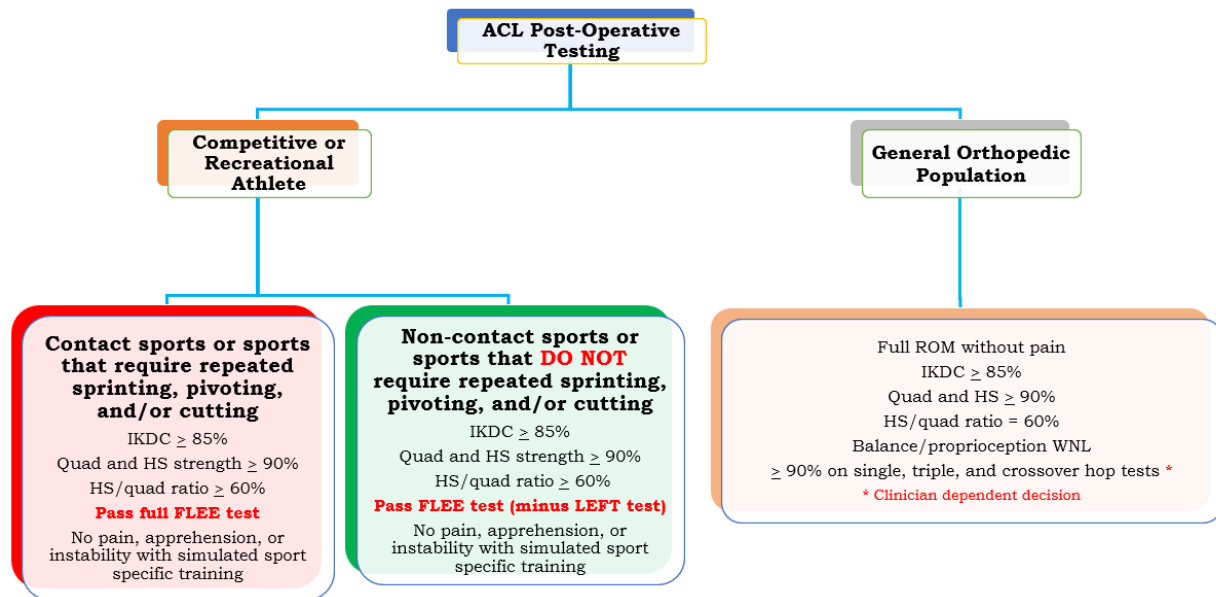 ACL Post-Operative
Testing
Competitive or
Recreational
Athlete
General Orthopedic
Population
Contact sports or sports
that require repeated
sprinting, pivoting,
and/or cutting
IKDC ≥ 85%
Quad and HS strength ≥ 90%
HS/quad ratio ≥ 60%
Pass full FLEE test
No pain, apprehension, or
instability with simulated sport
specific training
Non-contact sports or
sports that DO NOT
require repeated sprinting,
pivoting, and/or cutting
IKDC ≥ 85%
Quad and HS strength ≥ 90%
HS/quad ratio ≥ 60%
Pass FLEE test (minus LEFT test)
No pain, apprehension, or
instability with simulated sport
specific training
Full ROM without pain
IKDC ≥ 85%
Quad and HS ≥ 90%
HS/quad ratio = 60%
Balance/proprioception WNL
≥ 90% on single, triple, and crossover hop tests *
* Clinician dependent decision